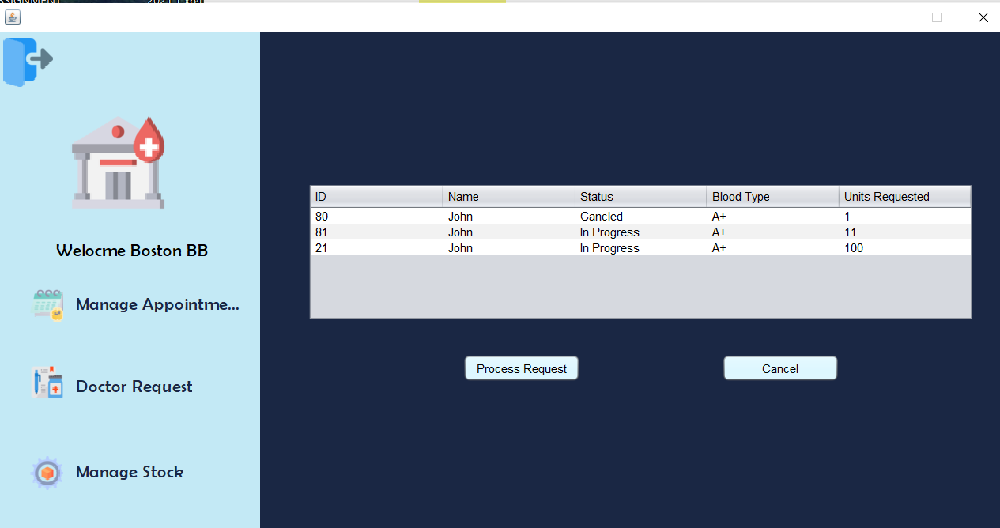 Welocme Boston BB
Manage Appointme...
Doctor Request
Manage Stock
ID Name Status Blood Type Units Requested
80 John Cancled A+ 1
81 John In Progress A+ 11
21 John In Progress A+ 100
Process Request Cancel